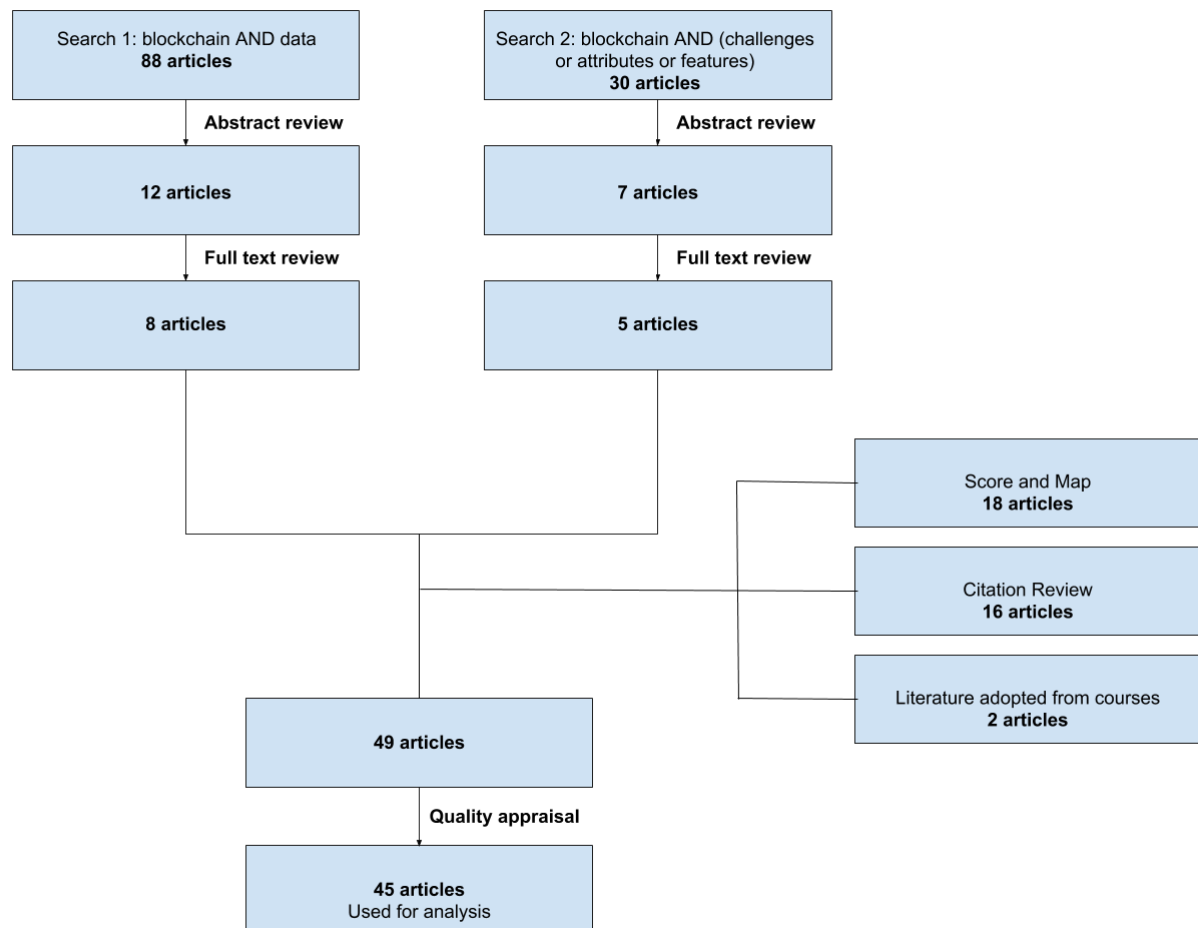 Search 1: blockchain AND data
88 articles
Search 2: blockchain AND (challenges
or attributes or features)
30 articles
Abstract review
Abstract review
12 articles
7 articles
Full text review
Full text review
8 articles
5 articles
Score and Map
18 articles
Citation Review
16 articles
Literature adopted from courses
2 articles
49 articles
Quality appraisal
45 articles
Used for analysis